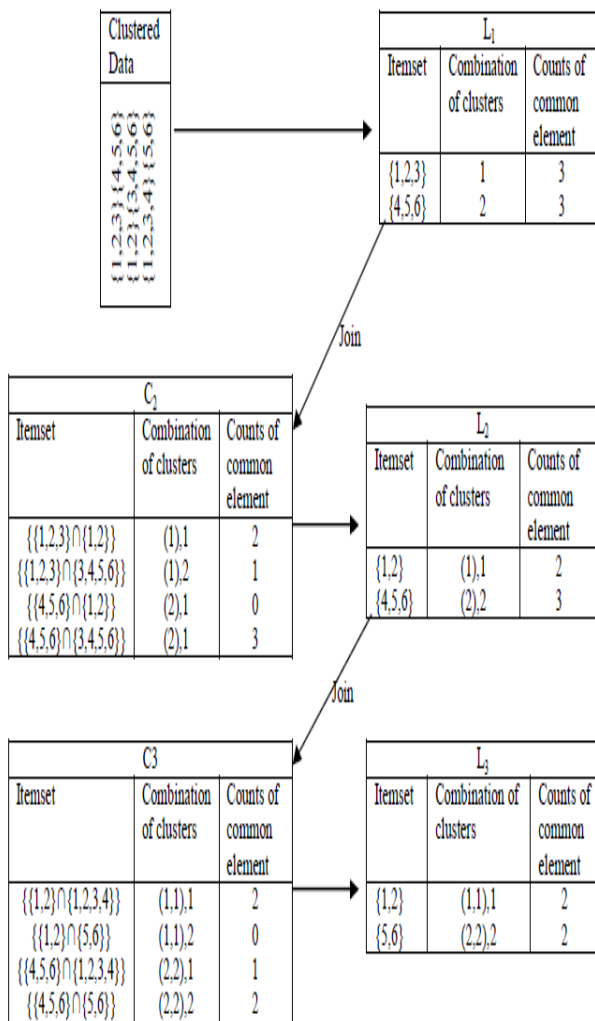 Clustered
Data
{1,2,3} {4,5,6}
{1,2} {3,4,5,6}
{1,2,3,4} {5,6}
L1
Itemset Combination of clusters Counts of common element
{1,2,3} 1 3
{4,5,6} 2 3
Join
C2
Itemset Combination of clusters Counts of common element
{{1,2,3}∩{1,2}} (1),1 2
{{1,2,3}∩{3,4,5,6}} (1),2 1
{{4,5,6}∩{1,2}} (2),1 0
{{4,5,6}∩{3,4,5,6}} (2),1 3
L2
Itemset Combination of clusters Counts of common element
{1,2} (1),1 2
{4,5,6} (2),2 3
Join
C3
Itemset Combination of clusters Counts of common element
{{1,2}∩{1,2,3,4}} (1,1),1 2
{{1,2}∩{5,6}} (1,1),2 0
{{4,5,6}∩{1,2,3,4}} (2,2),1 1
{{4,5,6}∩{5,6}} (2,2),2 2
L3
Itemset Combination of clusters Counts of common element
{1,2} (1,1),1 2
{5,6} (2,2),2 2